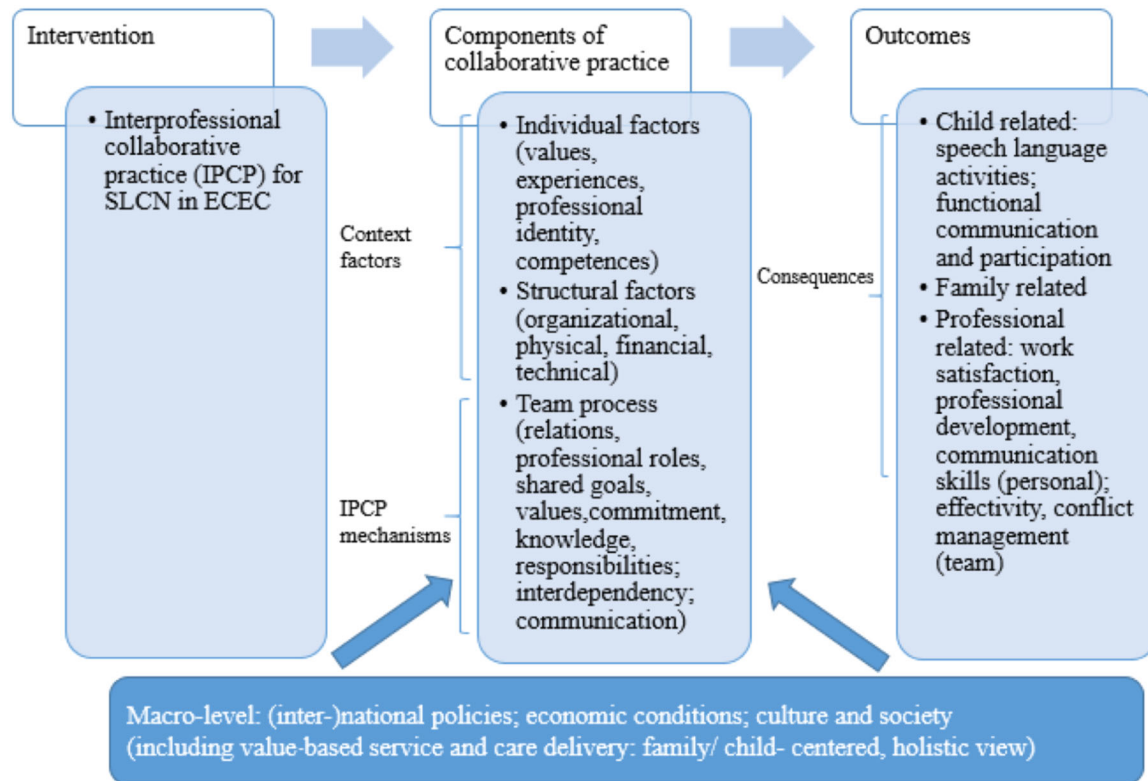 Intervention
Interprofessional
collaborative
practice (IPCP) for
SLCN in ECEC
Components of
collaborative practice
Context
factors
• Individual factors
(values,
experiences,
professional
identity,
competences)
• Structural factors
(organizational,
physical, financial,
technical)
IPCP
mechanisms
• Team process
(relations,
professional roles,
shared goals,
values,commitment,
knowledge,
responsibilities;
interdependency;
communication)
Outcomes
Consequences
• Child related:
speech language
activities;
functional
communication
and participation
• Family related
• Professional
related: work
satisfaction,
professional
development,
communication
skills (personal);
effectivity, conflict
management
(team)
Macro-level: (inter-)national policies; economic conditions; culture and society
(including value-based service and care delivery: family/ child- centered, holistic view)